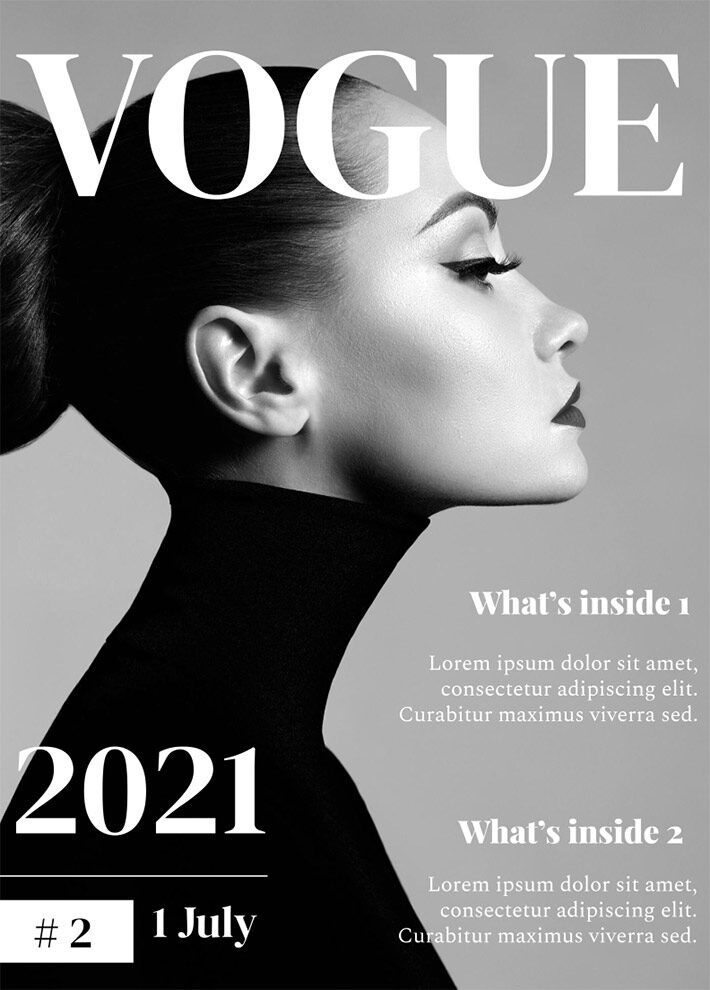 VOGUE
What's inside 1
Lorem ipsum dolor sit amet,
consectetur adipiscing elit.
Curabitur maximus viverra sed.
2021
What's inside 2
Lorem ipsum dolor sit amet,
consectetur adipiscing elit.
Curabitur maximus viverra sed.
# 2
1 July